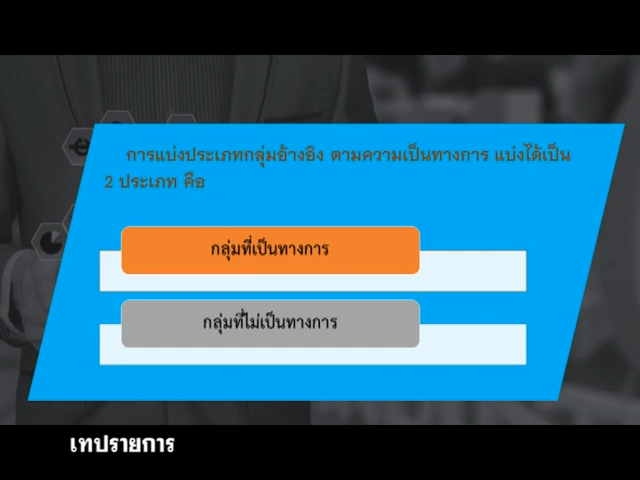 การแบ่งประเภทกลุ่มอ้างอิง ตามความเป็นทางการ แบ่งได้เป็น
2 ประเภท คือ
กลุ่มที่เป็นทางการ
กลุ่มที่ไม่เป็นทางการ
เทปรายการ